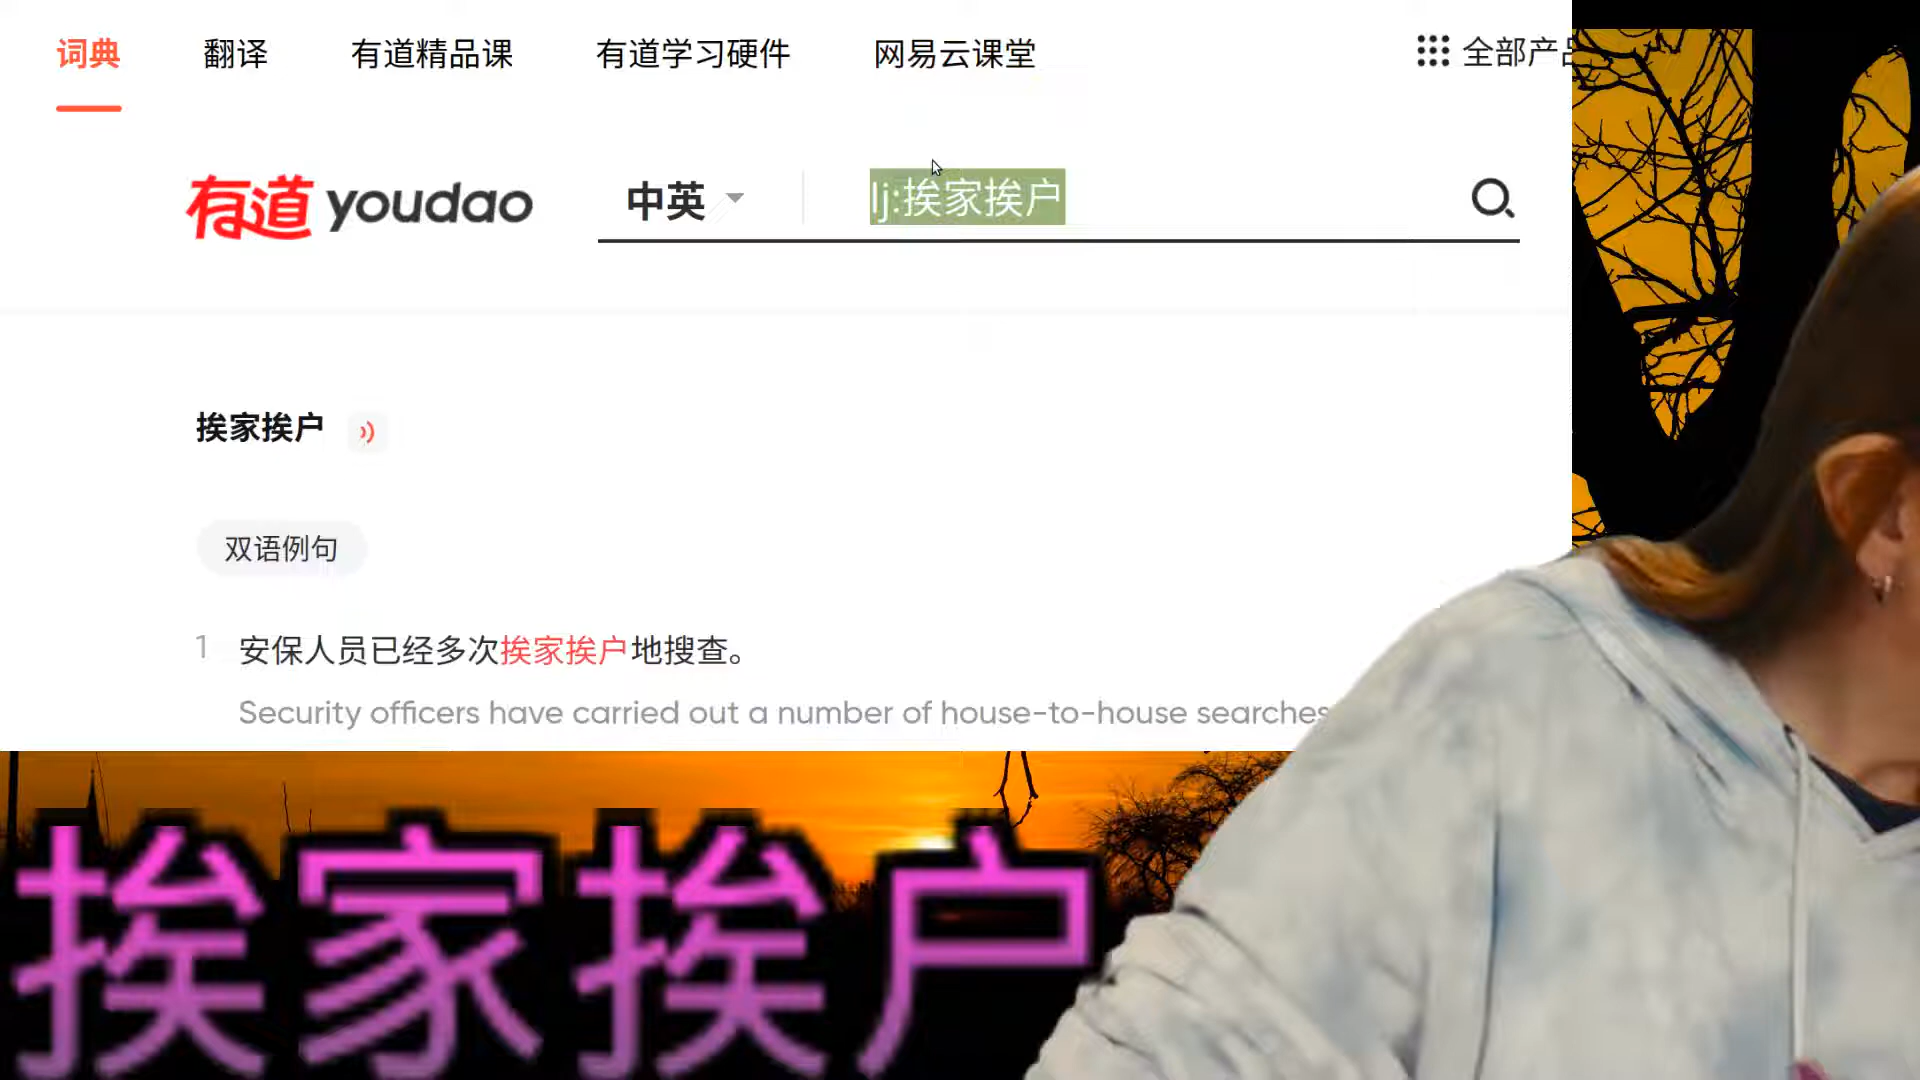 词典 翻译 有道精品课 有道学习硬件 网易云课堂 全部产品
有道 youdao 中英 lj:挨家挨户
挨家挨户
双语例句
1 安保人员已经多次挨家挨户地搜查。
Security officers have carried out a number of house-to-house searches
挨家挨户